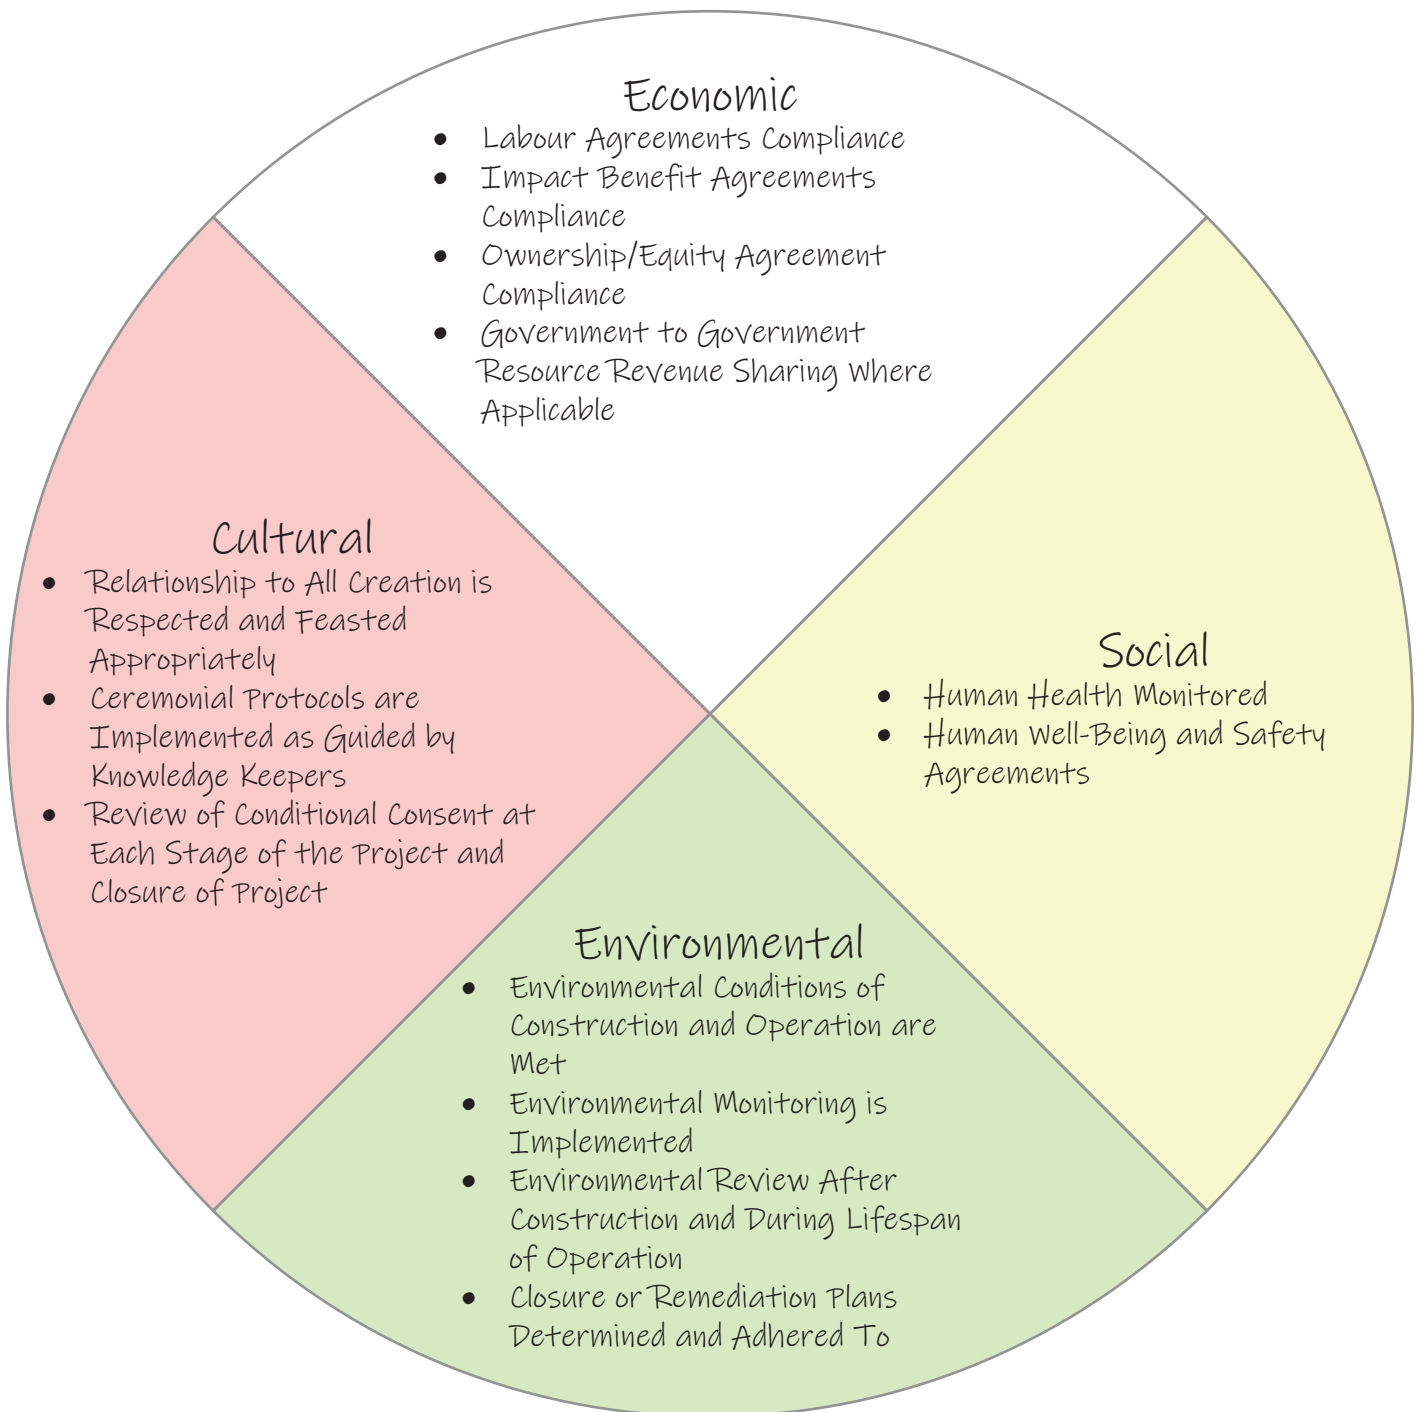 Economic
• Labour Agreements Compliance
• Impact Benefit Agreements
Compliance
• Ownership/Equity Agreement
Compliance
• Government to Government
Resource Revenue Sharing Where
Applicable
Cultural
• Relationship to All Creation is
Respected and Feasted
Appropriately
• Ceremonial Protocols are
Implemented as Guided by
Knowledge Keepers
• Review of Conditional Consent at
Each Stage of the Project and
Closure of Project
Social
• Human Health Monitored
• Human Well-Being and Safety
Agreements
Environmental
• Environmental Conditions of
Construction and Operation are
Met
• Environmental Monitoring is
Implemented
• Environmental Review After
Construction and During Lifespan
of Operation
• Closure or Remediation Plans
Determined and Adhered To